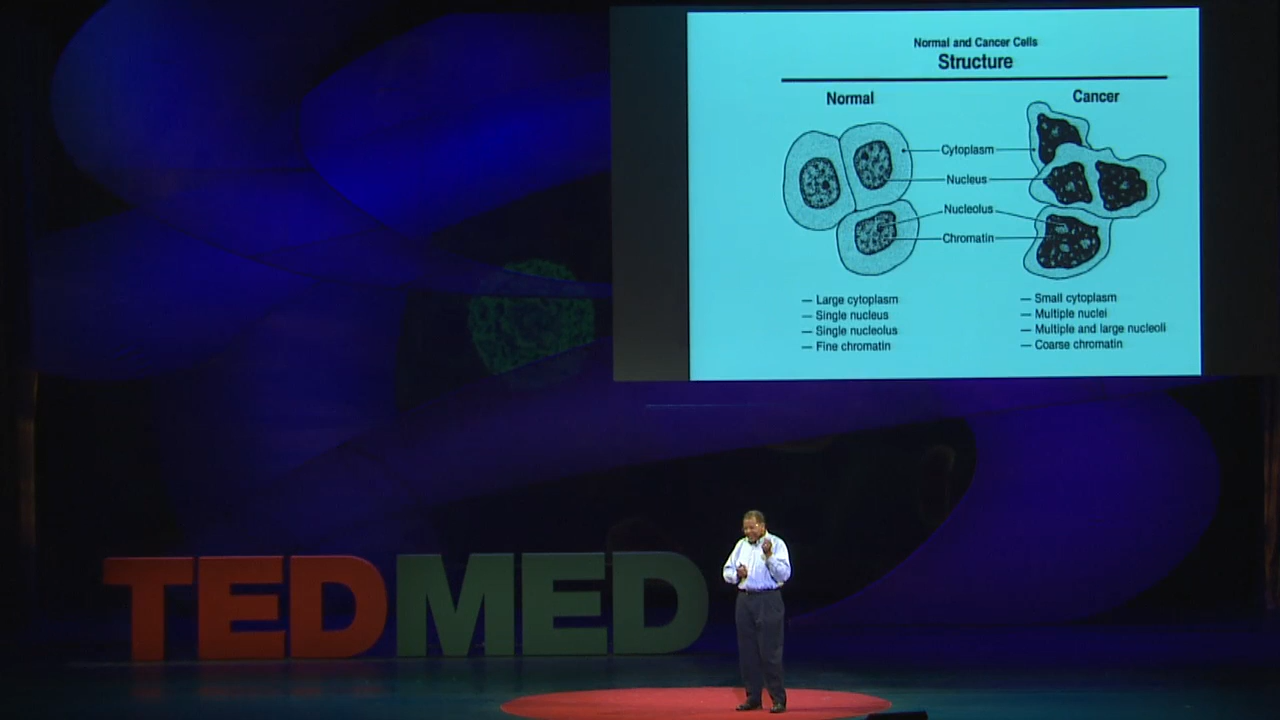 Normal and Cancer Cells
Structure
Normal
Cancer
Cytoplasm
Nucleus
Nucleolus
Chromatin
— Large cytoplasm
— Single nucleus
— Single nucleolus
— Fine chromatin
— Small cytoplasm
— Multiple nuclei
— Multiple and large nucleoli
— Coarse chromatin
TEDMED